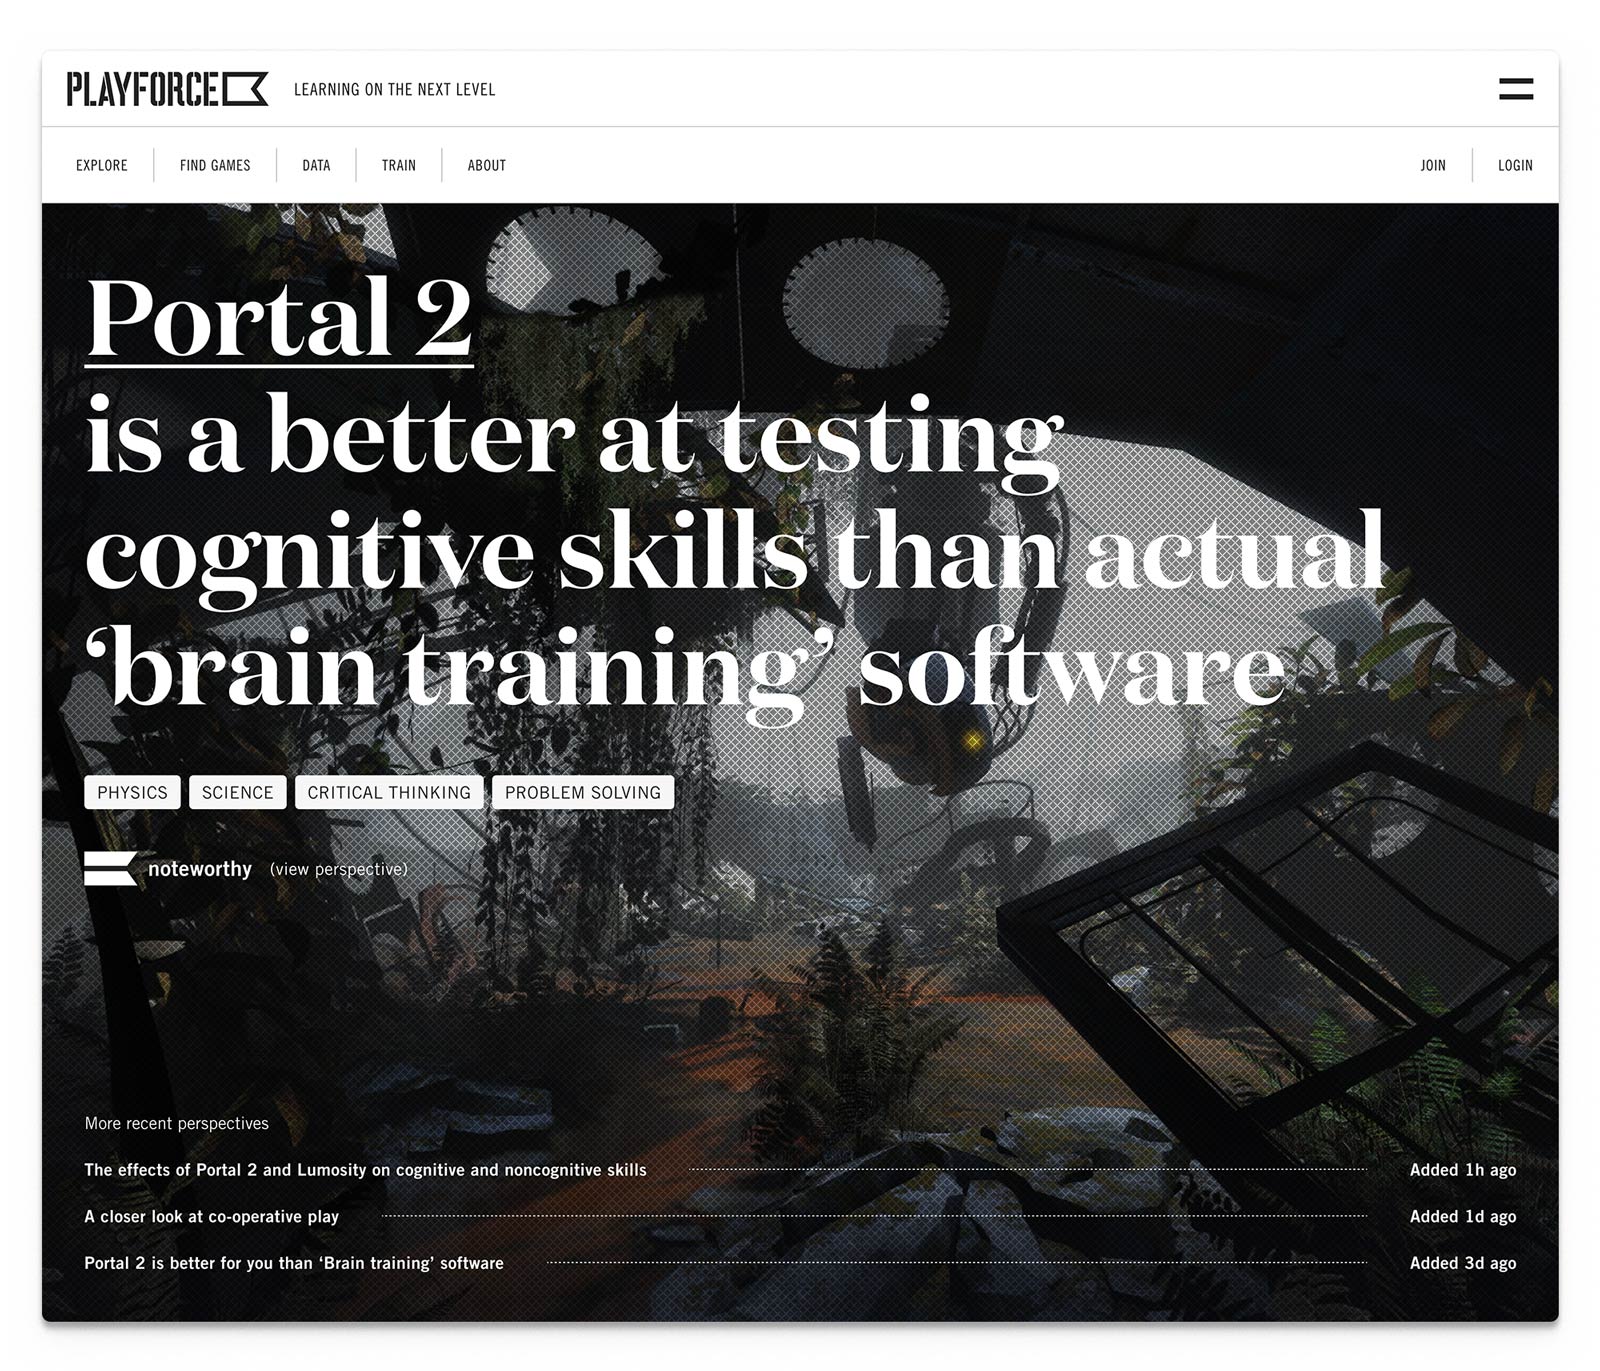 PLAYFORCE
LEARNING ON THE NEXT LEVEL
EXPLORE
FIND GAMES
DATA
TRAIN
ABOUT
JOIN
LOGIN
Portal 2
is a better at testing
cognitive skills than actual
‘brain training’ software
PHYSICS
SCIENCE
CRITICAL THINKING
PROBLEM SOLVING
noteworthy (view perspective)
More recent perspectives
The effects of Portal 2 and Lumosity on cognitive and noncognitive skills Added 1h ago
A closer look at co-operative play Added 1d ago
Portal 2 is better for you than ‘Brain training’ software Added 3d ago